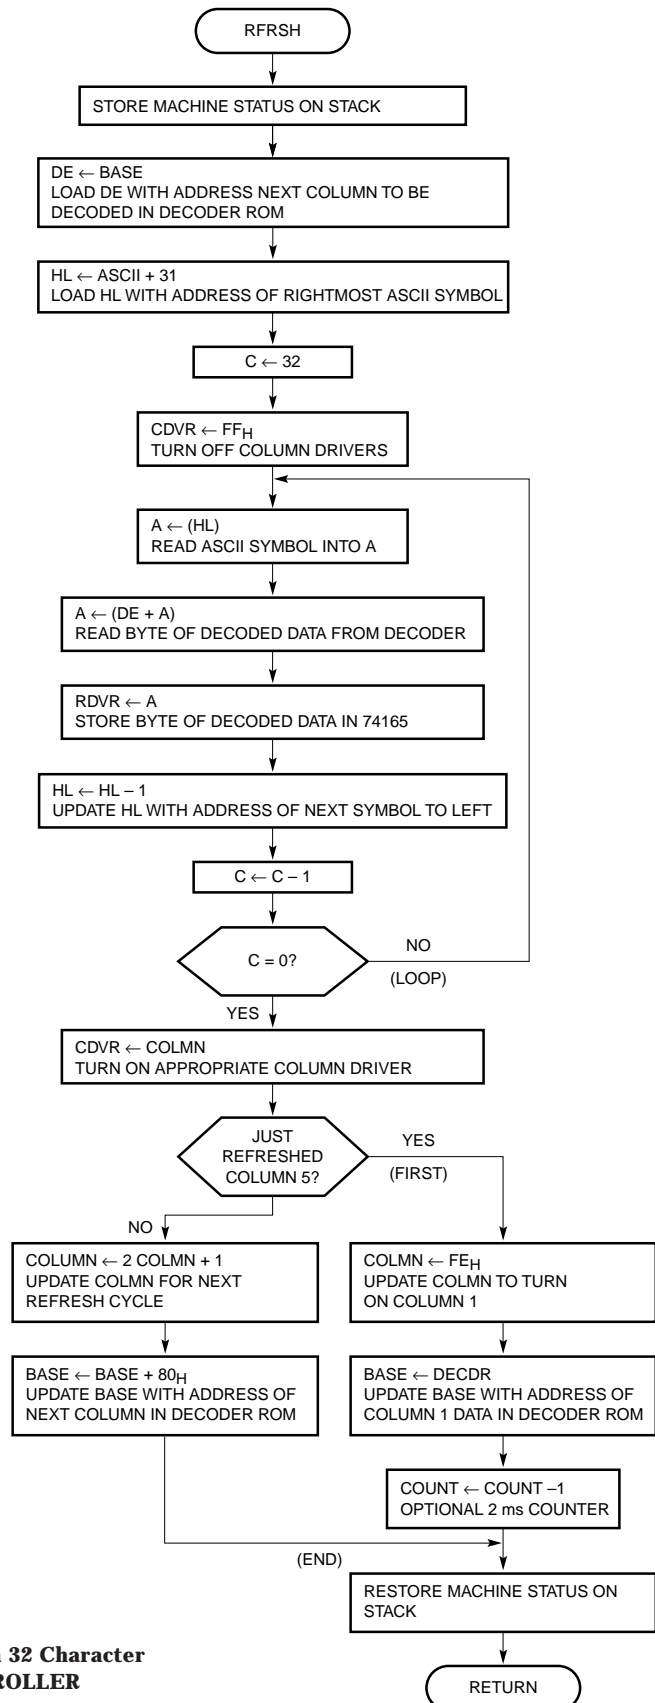 RFRSH
STORE MACHINE STATUS ON STACK
DE ← BASE
LOAD DE WITH ADDRESS NEXT COLUMN TO BE
DECODED IN DECODER ROM
HL ← ASCII + 31
LOAD HL WITH ADDRESS OF RIGHTMOST ASCII SYMBOL
C ← 32
CDVR ← FFH
TURN OFF COLUMN DRIVERS
A ← (HL)
READ ASCII SYMBOL INTO A
A ← (DE + A)
READ BYTE OF DECODED DATA FROM DECODER
RDVR ← A
STORE BYTE OF DECODED DATA IN 74165
HL ← HL – 1
UPDATE HL WITH ADDRESS OF NEXT SYMBOL TO LEFT
C ← C – 1
C = 0?
NO
(LOOP)
YES
CDVR ← COLMN
TURN ON APPROPRIATE COLUMN DRIVER
JUST
REFRESHED
COLUMN 5?
YES
(FIRST)
NO
COLUMN ← 2 COLMN + 1
UPDATE COLMN FOR NEXT
REFRESH CYCLE
COLMN ← FEH
UPDATE COLMN TO TURN
ON COLUMN 1
BASE ← BASE + 80H
UPDATE BASE WITH ADDRESS OF
NEXT COLUMN IN DECODER ROM
BASE ← DECDR
UPDATE BASE WITH ADDRESS OF
COLUMN 1 DATA IN DECODER ROM
COUNT ← COUNT –1
OPTIONAL 2 ms COUNTER
(END)
RESTORE MACHINE STATUS ON
STACK
RETURN
32 Character
ROLLER